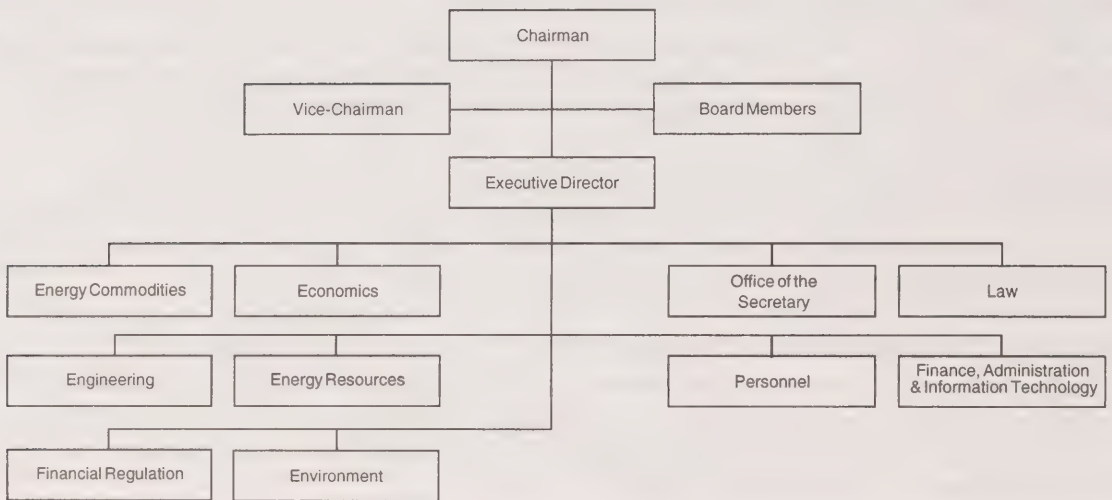 Chairman
Vice-Chairman
Board Members
Executive Director
Energy Commodities
Economics
Office of the
Secretary
Law
Engineering
Energy Resources
Personnel
Finance, Administration
& Information Technology
Financial Regulation
Environment